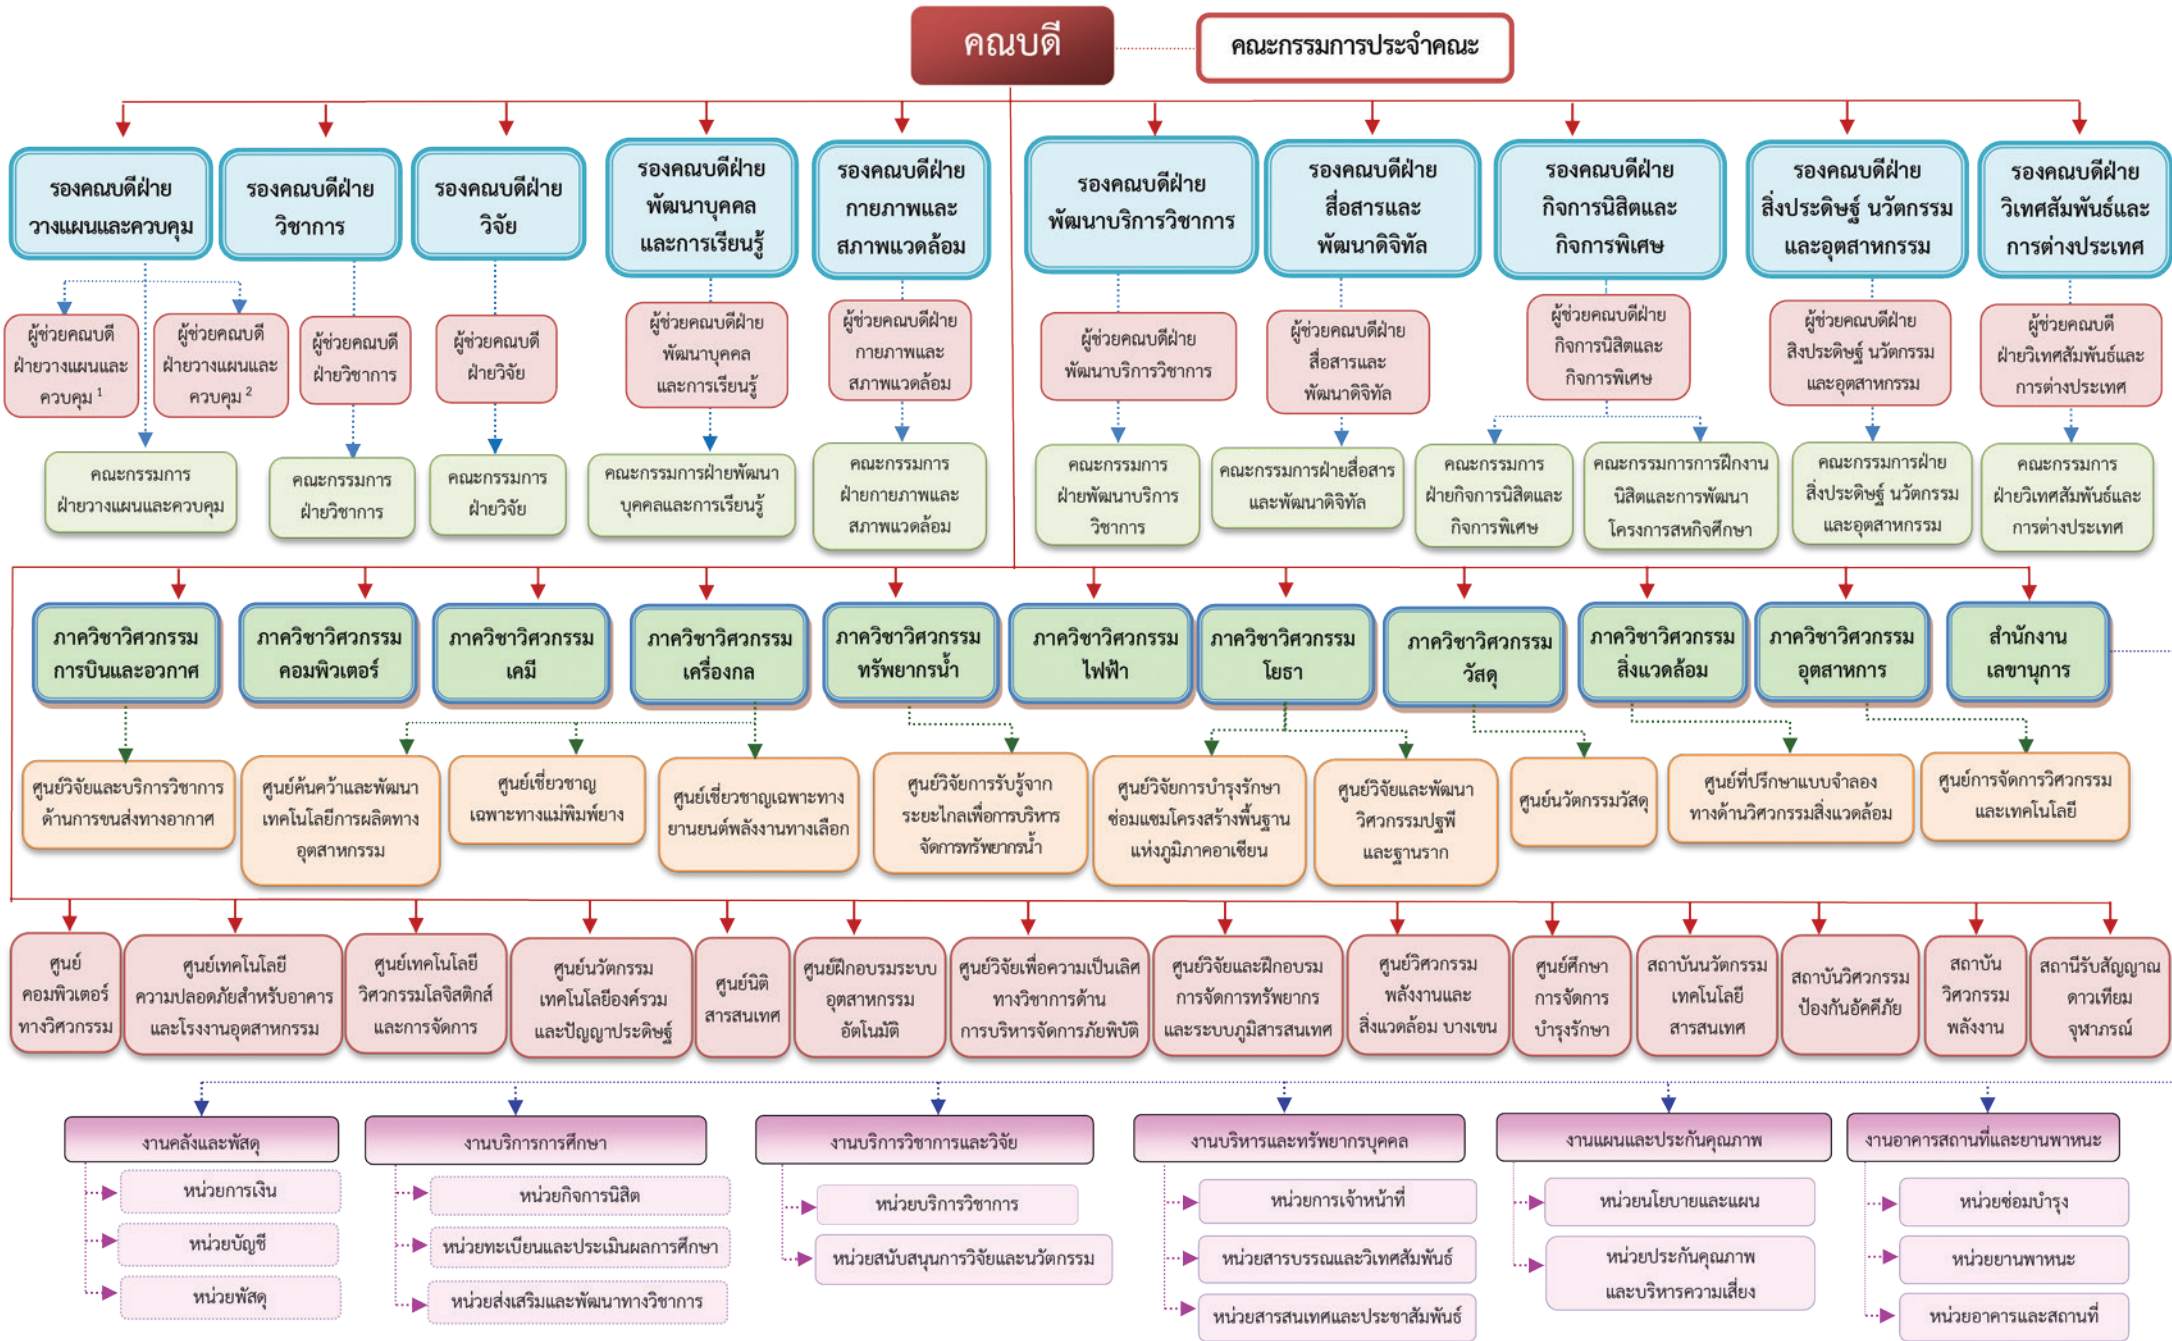 คณบดี
คณะกรรมการประจำคณะ
รองคณบดีฝ่าย
วางแผนและควบคุม
รองคณบดีฝ่าย
วิชาการ
รองคณบดีฝ่าย
วิจัย
รองคณบดีฝ่าย
พัฒนาบุคคล
และการเรียนรู้
รองคณบดีฝ่าย
กายภาพและ
สภาพแวดล้อม
รองคณบดีฝ่าย
พัฒนาบริการวิชาการ
รองคณบดีฝ่าย
สื่อสารและ
พัฒนาดิจิทัล
รองคณบดีฝ่าย
กิจการนิสิตและ
กิจการพิเศษ
รองคณบดีฝ่าย
สิ่งประดิษฐ์ นวัตกรรม
และอุตสาหกรรม
รองคณบดีฝ่าย
วิเทศสัมพันธ์และ
การต่างประเทศ
ผู้ช่วยคณบดี
ฝ่ายวางแผนและ
ควบคุม 1
ผู้ช่วยคณบดี
ฝ่ายวางแผนและ
ควบคุม 2
ผู้ช่วยคณบดี
ฝ่ายวิชาการ
ผู้ช่วยคณบดี
ฝ่ายวิจัย
ผู้ช่วยคณบดีฝ่าย
พัฒนาบุคคล
และการเรียนรู้
ผู้ช่วยคณบดีฝ่าย
กายภาพและ
สภาพแวดล้อม
ผู้ช่วยคณบดีฝ่าย
พัฒนาบริการวิชาการ
ผู้ช่วยคณบดีฝ่าย
สื่อสารและ
พัฒนาดิจิทัล
ผู้ช่วยคณบดีฝ่าย
กิจการนิสิตและ
กิจการพิเศษ
ผู้ช่วยคณบดีฝ่าย
สิ่งประดิษฐ์ นวัตกรรม
และอุตสาหกรรม
ผู้ช่วยคณบดี
ฝ่ายวิเทศสัมพันธ์และ
การต่างประเทศ
คณะกรรมการ
ฝ่ายวางแผนและควบคุม
คณะกรรมการ
ฝ่ายวิชาการ
คณะกรรมการ
ฝ่ายวิจัย
คณะกรรมการฝ่ายพัฒนา
บุคคลและการเรียนรู้
คณะกรรมการ
ฝ่ายกายภาพและ
สภาพแวดล้อม
คณะกรรมการ
ฝ่ายพัฒนาบริการ
วิชาการ
คณะกรรมการฝ่ายสื่อสาร
และพัฒนาดิจิทัล
คณะกรรมการ
ฝ่ายกิจการนิสิตและ
กิจการพิเศษ
คณะกรรมการการฝึกงาน
นิสิตและการพัฒนา
โครงการสหกิจศึกษา
คณะกรรมการฝ่าย
สิ่งประดิษฐ์ นวัตกรรม
และอุตสาหกรรม
คณะกรรมการ
ฝ่ายวิเทศสัมพันธ์และ
การต่างประเทศ
ภาควิชาวิศวกรรม
การบินและอวกาศ
ภาควิชาวิศวกรรม
คอมพิวเตอร์
ภาควิชาวิศวกรรม
เคมี
ภาควิชาวิศวกรรม
เครื่องกล
ภาควิชาวิศวกรรม
ทรัพยากรน้ำ
ภาควิชาวิศวกรรม
ไฟฟ้า
ภาควิชาวิศวกรรม
โยธา
ภาควิชาวิศวกรรม
วัสดุ
ภาควิชาวิศวกรรม
สิ่งแวดล้อม
ภาควิชาวิศวกรรม
อุตสาหการ
สำนักงาน
เลขานุการ
ศูนย์วิจัยและบริการวิชาการ
ด้านการขนส่งทางอากาศ
ศูนย์ค้นคว้าและพัฒนา
เทคโนโลยีการผลิตทาง
อุตสาหกรรม
ศูนย์เชี่ยวชาญ
เฉพาะทางแม่พิมพ์ยาง
ศูนย์เชี่ยวชาญเฉพาะทาง
ยานยนต์พลังงานทางเลือก
ศูนย์วิจัยการรับรู้จาก
ระยะไกลเพื่อการบริหาร
จัดการทรัพยากรน้ำ
ศูนย์วิจัยการบำรุงรักษา
ซ่อมแซมโครงสร้างพื้นฐาน
แห่งภูมิภาคอาเซียน
ศูนย์วิจัยและพัฒนา
วิศวกรรมปฐพี
และฐานราก
ศูนย์นวัตกรรมวัสดุ
ศูนย์ที่ปรึกษาแบบจำลอง
ทางด้านวิศวกรรมสิ่งแวดล้อม
ศูนย์การจัดการวิศวกรรม
และเทคโนโลยี
ศูนย์
คอมพิวเตอร์
ทางวิศวกรรม
ศูนย์เทคโนโลยี
ความปลอดภัยสำหรับอาคาร
และโรงงานอุตสาหกรรม
ศูนย์เทคโนโลยี
วิศวกรรมโลจิสติกส์
และการจัดการ
ศูนย์นวัตกรรม
เทคโนโลยีองค์รวม
และปัญญาประดิษฐ์
ศูนย์นิติ
สารสนเทศ
ศูนย์ฝึกอบรมระบบ
อุตสาหกรรม
อัตโนมัติ
ศูนย์วิจัยเพื่อความเป็นเลิศ
ทางวิชาการด้าน
การบริหารจัดการภัยพิบัติ
ศูนย์วิจัยและฝึกอบรม
การจัดการทรัพยากร
และระบบภูมิสารสนเทศ
ศูนย์วิศวกรรม
พลังงานและ
สิ่งแวดล้อม บางเขน
ศูนย์ศึกษา
การจัดการ
บำรุงรักษา
สถาบันนวัตกรรม
เทคโนโลยี
สารสนเทศ
สถาบันวิศวกรรม
ป้องกันอัคคีภัย
สถาบัน
วิศวกรรม
พลังงาน
สถานีรับสัญญาณ
ดาวเทียม
จุฬาภรณ์
งานคลังและพัสดุ
งานบริการการศึกษา
งานบริการวิชาการและวิจัย
งานบริหารและทรัพยากรบุคคล
งานแผนและประกันคุณภาพ
งานอาคารสถานที่และยานพาหนะ
หน่วยการเงิน
หน่วยบัญชี
หน่วยพัสดุ
หน่วยกิจการนิสิต
หน่วยทะเบียนและประเมินผลการศึกษา
หน่วยส่งเสริมและพัฒนาทางวิชาการ
หน่วยบริการวิชาการ
หน่วยสนับสนุนการวิจัยและนวัตกรรม
หน่วยการเจ้าหน้าที่
หน่วยสารบรรณและวิเทศสัมพันธ์
หน่วยสารสนเทศและประชาสัมพันธ์
หน่วยนโยบายและแผน
หน่วยประกันคุณภาพ
และบริหารความเสี่ยง
หน่วยซ่อมบำรุง
หน่วยยานพาหนะ
หน่วยอาคารและสถานที่